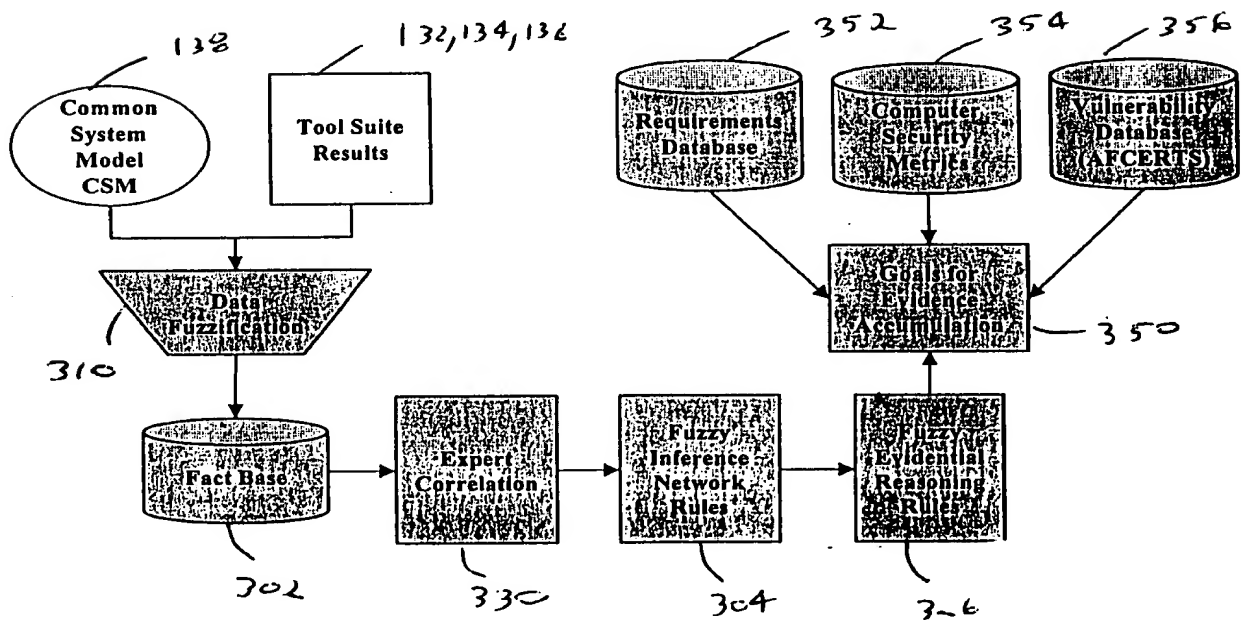 138
132, 134, 136
352
354
356
Common
System
Model
CSM
Tool Suite
Results
Requirements
Database
Computer
Security
Metrics
Vulnerability
Database
(AFCERTS)
Data
Fuzzification
310
Goals for
Evidence
Accumulation
350
Fact Base
Expert
Correlation
Fuzzy
Inference
Network
Rules
Fuzzy
Evidential
Reasoning
Rules
302
330
304
306